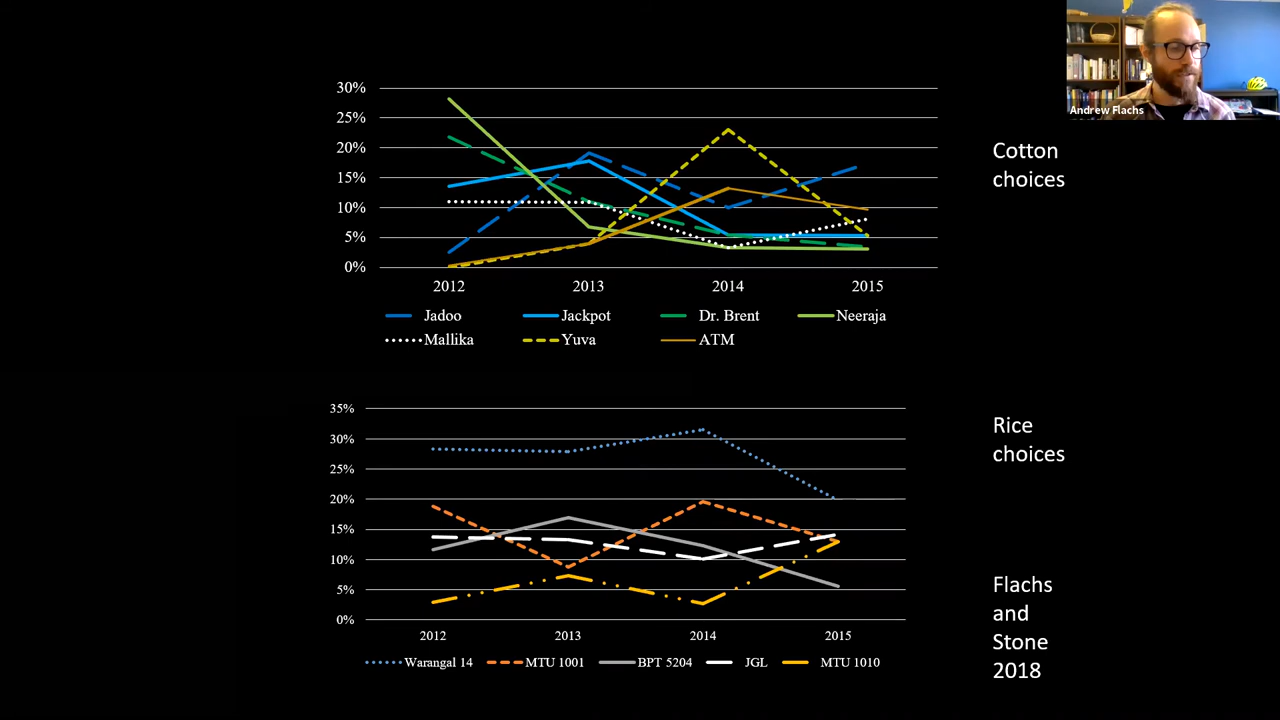 Andrew Flachs
30%
25%
20%
15%
10%
5%
0%
2012 2013 2014 2015
Jadoo Jackpot Dr. Brent Neeraja
Mallika Yuva ATM
Cotton
choices
35%
30%
25%
20%
15%
10%
5%
0%
2012 2013 2014 2015
Warangal 14 MTU 1001 BPT 5204 JGL MTU 1010
Rice
choices
Flachs
and
Stone
2018